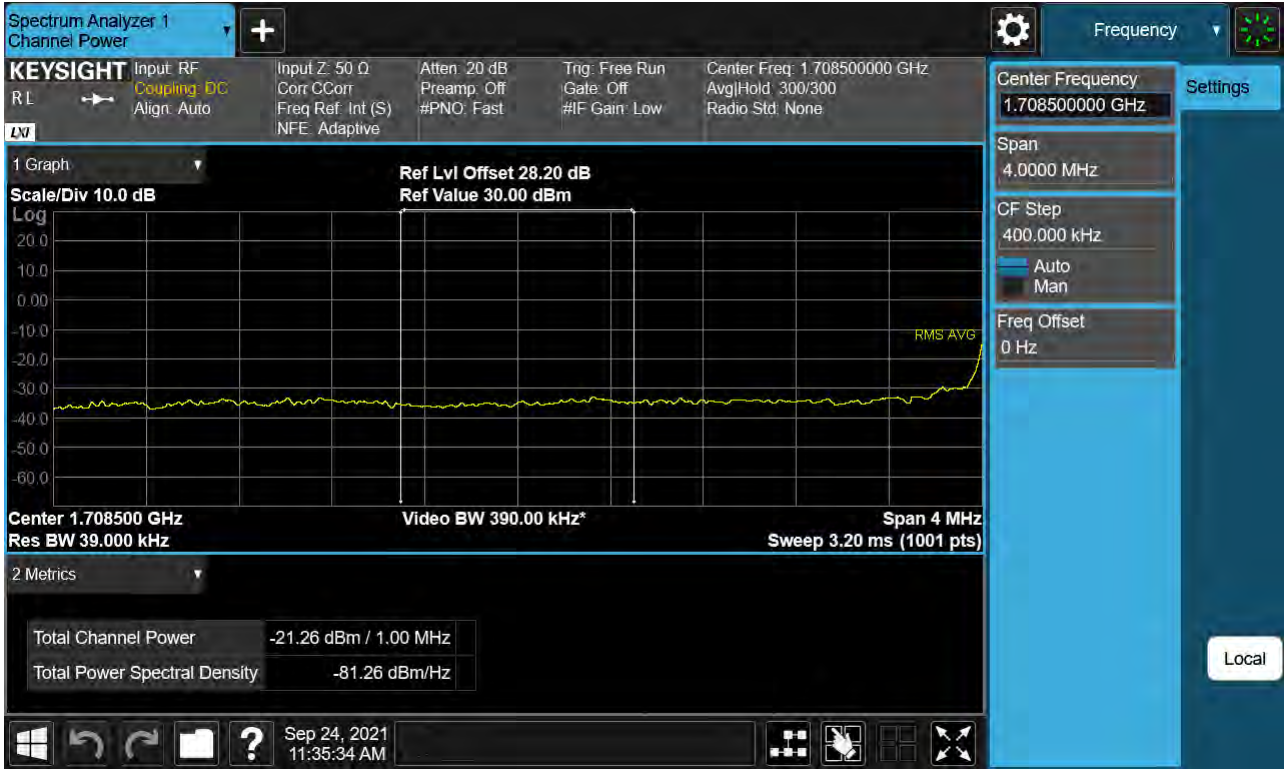 Spectrum Analyzer 1
Channel Power
+
Frequency
KEYSIGHT
R L
LXI
Input: RF
Coupling: DC
Align: Auto
Input Z: 50 Ω
Corr CCorr
Freq Ref: Int (S)
NFE: Adaptive
Atten: 20 dB
Preamp: Off
#PNO: Fast
Trig: Free Run
Gate: Off
#IF Gain: Low
Center Freq: 1.708500000 GHz
Avg|Hold: 300/300
Radio Std: None
Center Frequency
1.708500000 GHz
Settings
Span
4.0000 MHz
CF Step
400.000 kHz
Auto
Man
Freq Offset
0 Hz
Local
1 Graph
Scale/Div 10.0 dB
Ref Lvl Offset 28.20 dB
Ref Value 30.00 dBm
Log
20.0
10.0
0.00
-10.0
-20.0
-30.0
-40.0
-50.0
-60.0
RMS AVG
Center 1.708500 GHz
Video BW 390.00 kHz*
Span 4 MHz
Res BW 39.000 kHz
Sweep 3.20 ms (1001 pts)
2 Metrics
Total Channel Power -21.26 dBm / 1.00 MHz
Total Power Spectral Density -81.26 dBm/Hz
?
Sep 24, 2021
11:35:34 AM